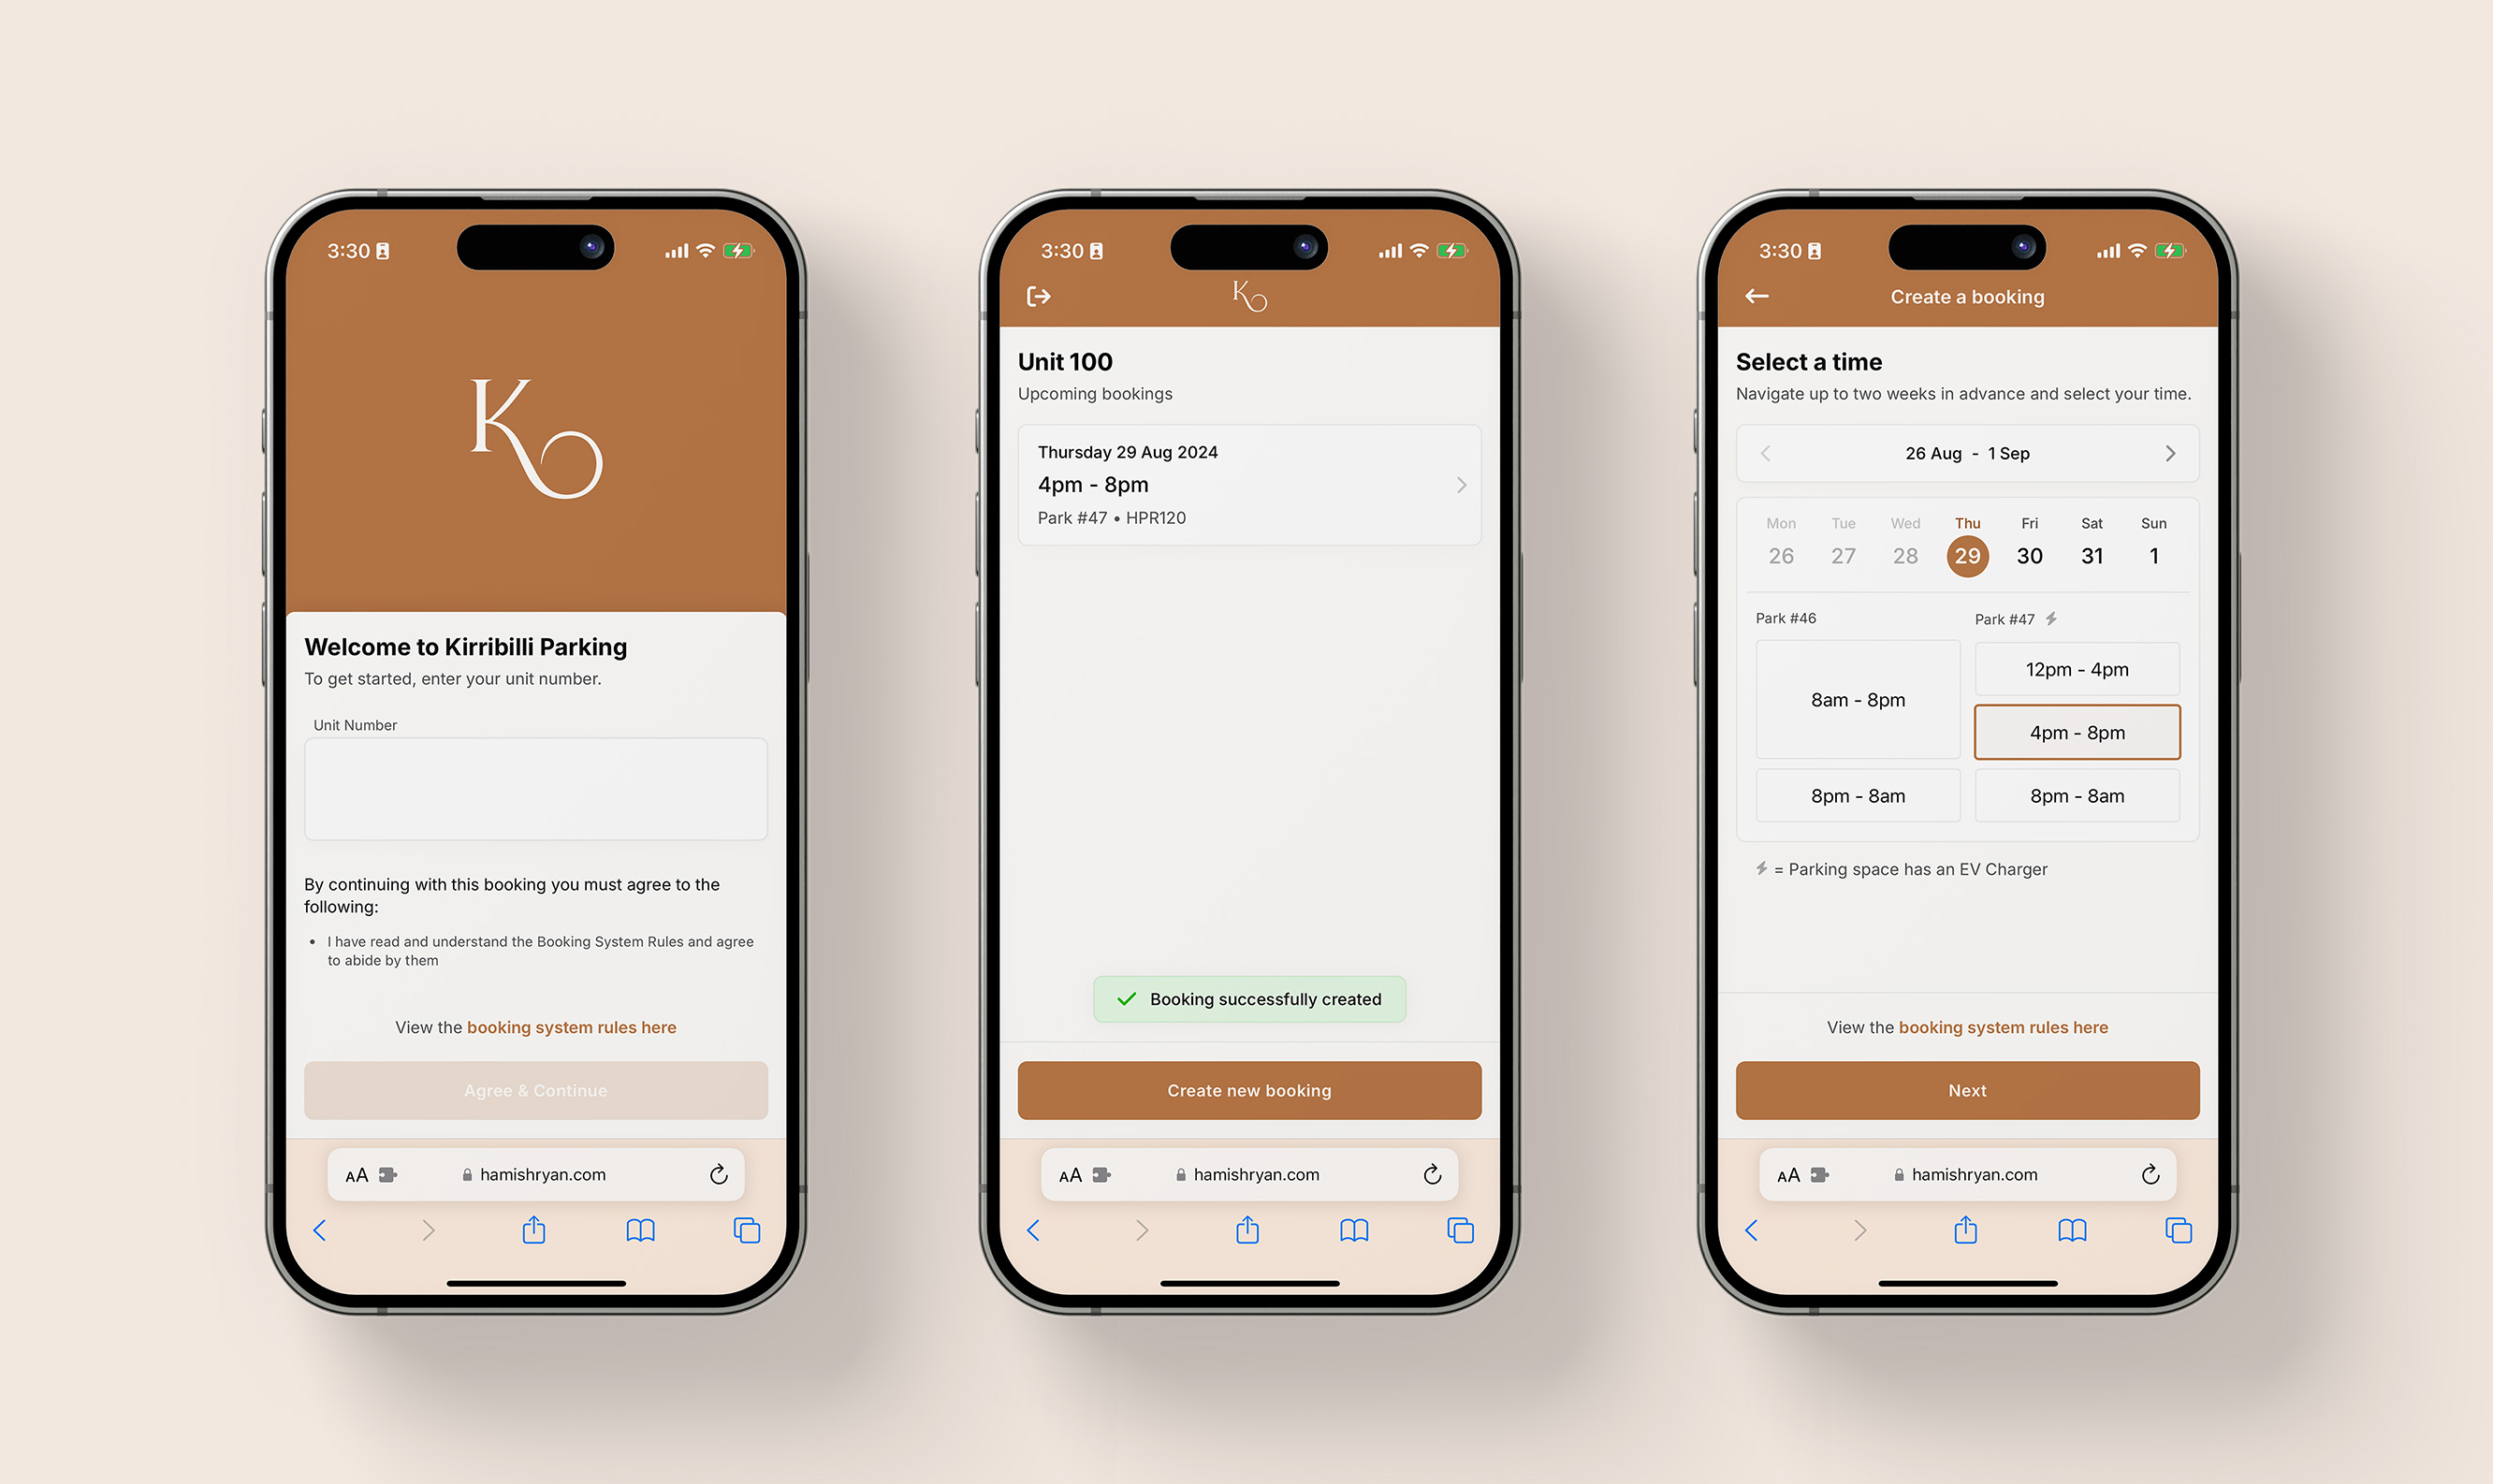 3:30
K
Welcome to Kirribilli Parking
To get started, enter your unit number.
Unit Number
By continuing with this booking you must agree to the
following:
• I have read and understand the Booking System Rules and agree
to abide by them
View the booking system rules here
Agree & Continue
AA
hamishryan.com
3:30
K
Unit 100
Upcoming bookings
Thursday 29 Aug 2024
4pm - 8pm
Park #47 • HPR120
Booking successfully created
Create new booking
AA
hamishryan.com
3:30
Create a booking
Select a time
Navigate up to two weeks in advance and select your time.
26 Aug - 1 Sep
Mon Tue Wed Thu Fri Sat Sun
26 27 28 29 30 31 1
Park #46
8am - 8pm
8pm - 8am
Park #47
12pm - 4pm
4pm - 8pm
8pm - 8am
= Parking space has an EV Charger
View the booking system rules here
Next
AA
hamishryan.com